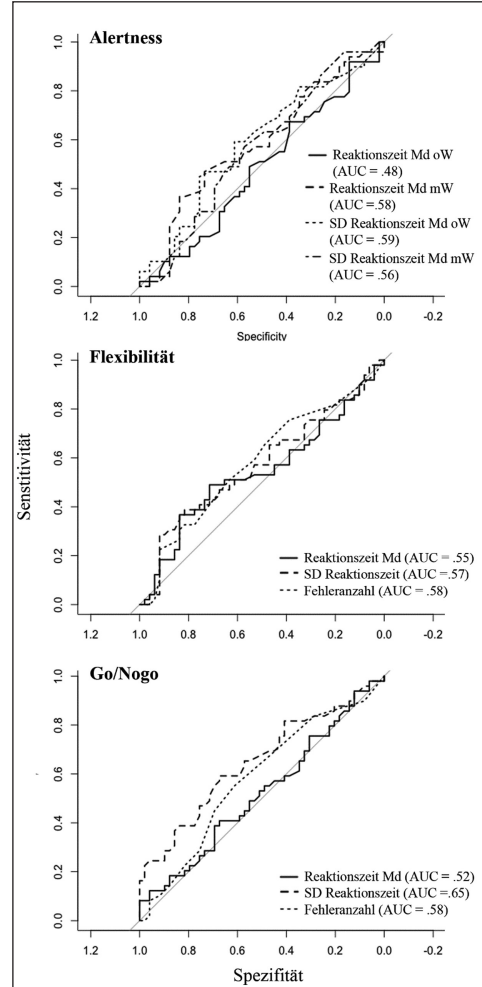 Alertness
1.0
0.8
0.6
0.4
0.2
0.0
Reaktionszeit Md oW
(AUC = .48)
Reaktionszeit Md mW
(AUC = .58)
SD Reaktionszeit Md oW
(AUC = .59)
SD Reaktionszeit Md mW
(AUC = .56)
1.2 1.0 0.8 0.6 0.4 0.2 0.0 -0.2
Specificity
Flexibilität
Senstitivität
1.0
0.8
0.6
0.4
0.2
0.0
Reaktionszeit Md (AUC = .55)
SD Reaktionszeit (AUC = .57)
Fehleranzahl (AUC = .58)
1.2 1.0 0.8 0.6 0.4 0.2 0.0 -0.2
Go/Nogo
1.0
0.8
0.6
0.4
0.2
0.0
Reaktionszeit Md (AUC = .52)
SD Reaktionszeit (AUC =.65)
Fehleranzahl (AUC = .58)
1.2 1.0 0.8 0.6 0.4 0.2 0.0 -0.2
Spezifität